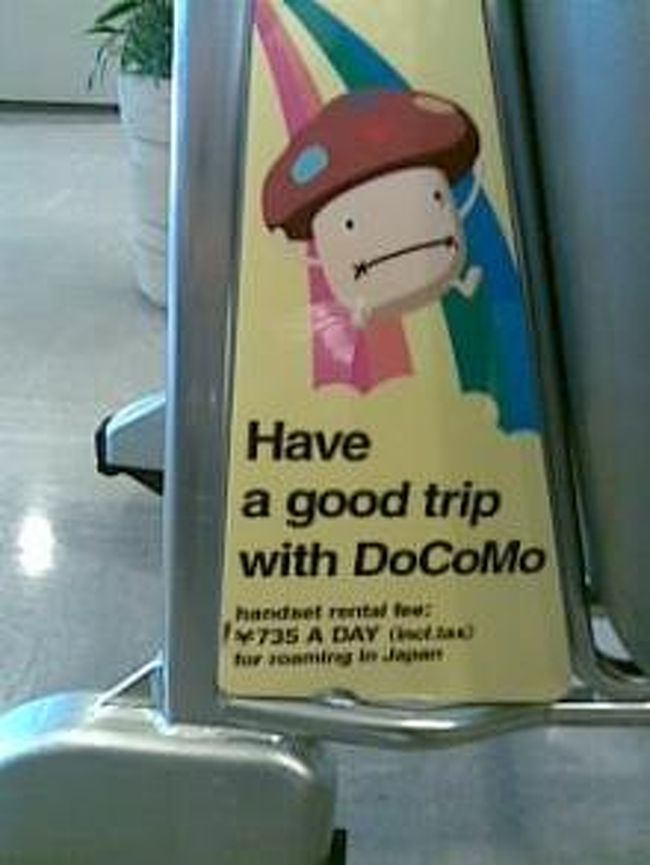 Have
a good trip
with DoCoMo
handset rental fee:
¥735 A DAY (incl.tax)
for roaming in Japan